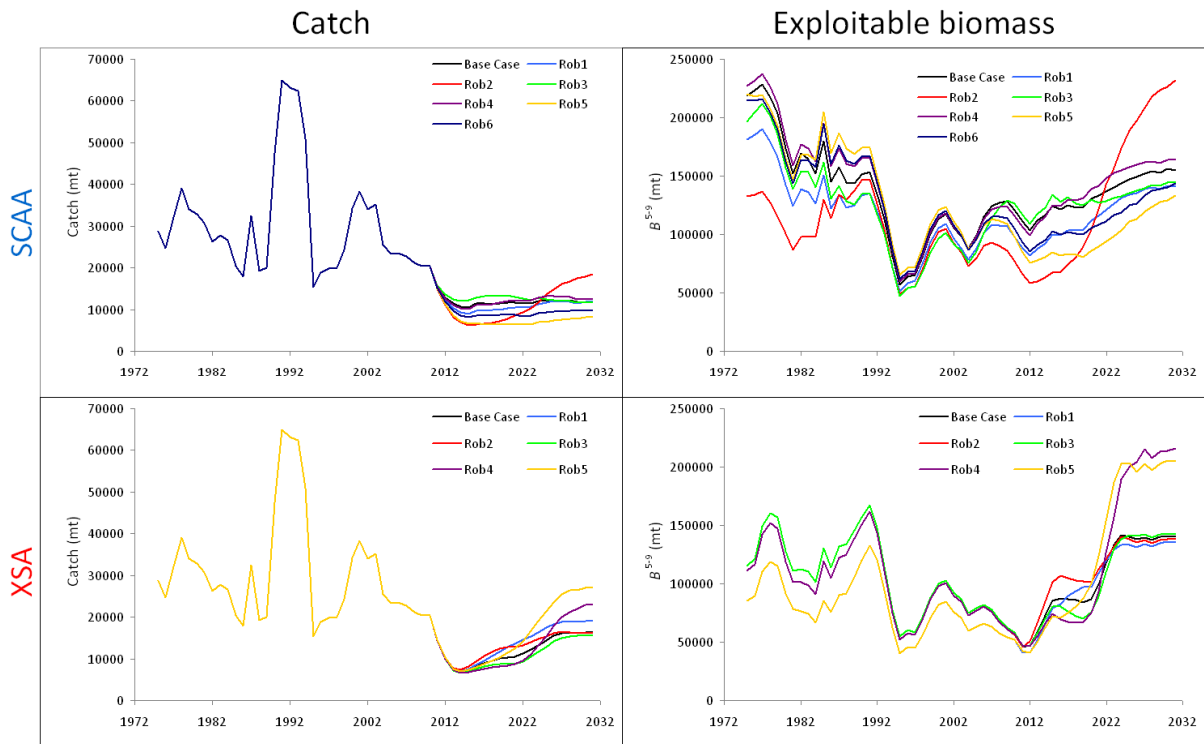 Catch
Exploitable biomass
SCAA
70000
60000
50000
40000
30000
20000
10000
0
Catch (mt)
1972 1982 1992 2002 2012 2022 2032
Base Case Rob1
Rob2 Rob3
Rob4 Rob5
Rob6
250000
200000
150000
100000
50000
0
B 5-9 (mt)
1972 1982 1992 2002 2012 2022 2032
Base Case Rob1
Rob2 Rob3
Rob4 Rob5
Rob6
XSA
70000
60000
50000
40000
30000
20000
10000
0
Catch (mt)
1972 1982 1992 2002 2012 2022 2032
Base Case Rob1
Rob2 Rob3
Rob4 Rob5
250000
200000
150000
100000
50000
0
B 5-9 (mt)
1972 1982 1992 2002 2012 2022 2032
Base Case Rob1
Rob2 Rob3
Rob4 Rob5